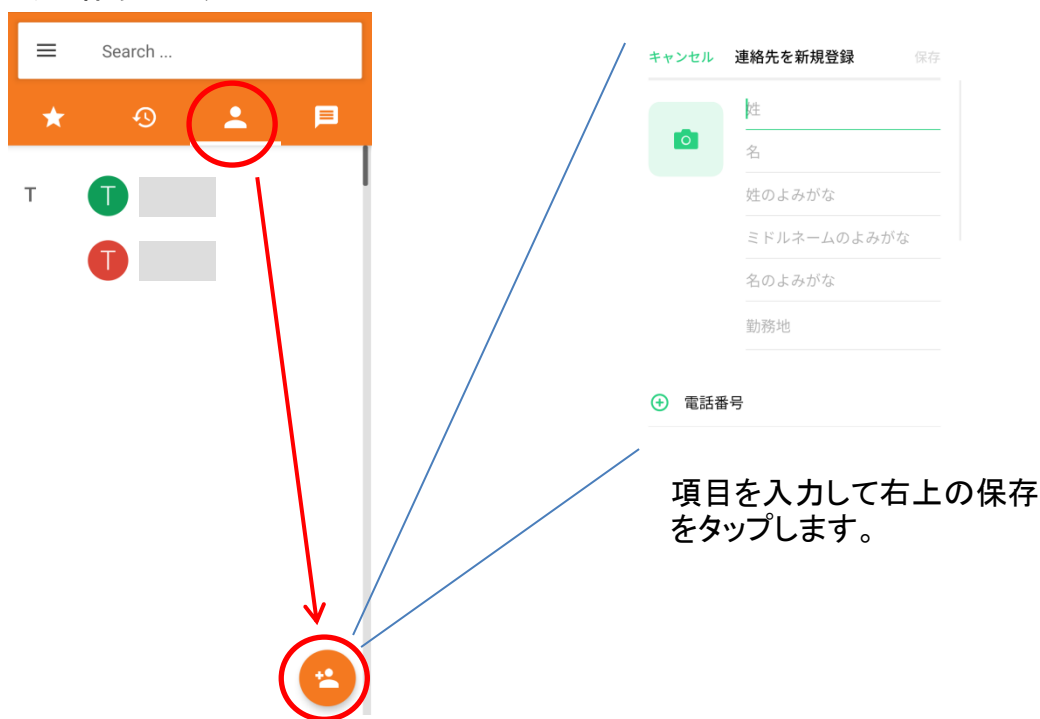 Search ...
T
T
T
キャンセル 連絡先を新規登録 保存
姓
名
姓のよみがな
ミドルネームのよみがな
名のよみがな
勤務地
電話番号
項目を入力して右上の保存
をタップします。